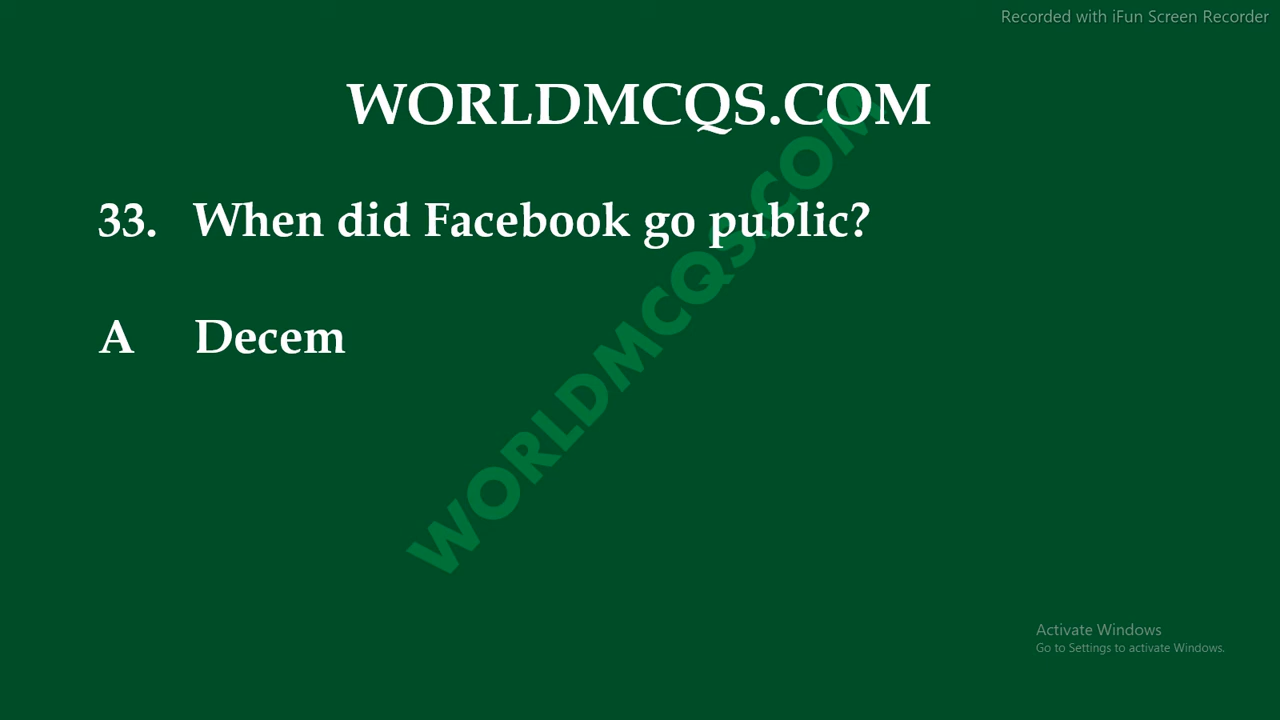 Recorded with iFun Screen Recorder
WORLDMCQS.COM
33. When did Facebook go public?
A Decem
WORLDMCQS.COM
Activate Windows
Go to Settings to activate Windows.